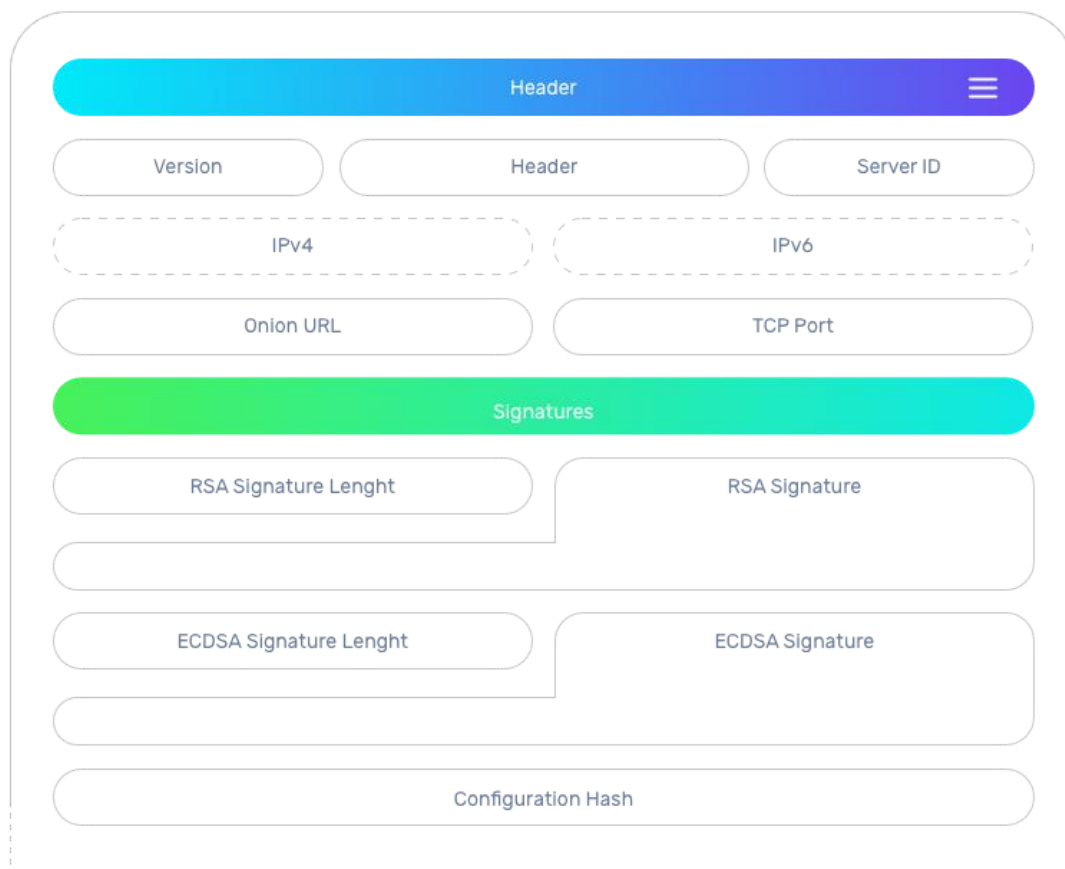 Header
Version
Header
Server ID
IPv4
IPv6
Onion URL
TCP Port
Signatures
RSA Signature Lenght
RSA Signature
ECDSA Signature Lenght
ECDSA Signature
Configuration Hash